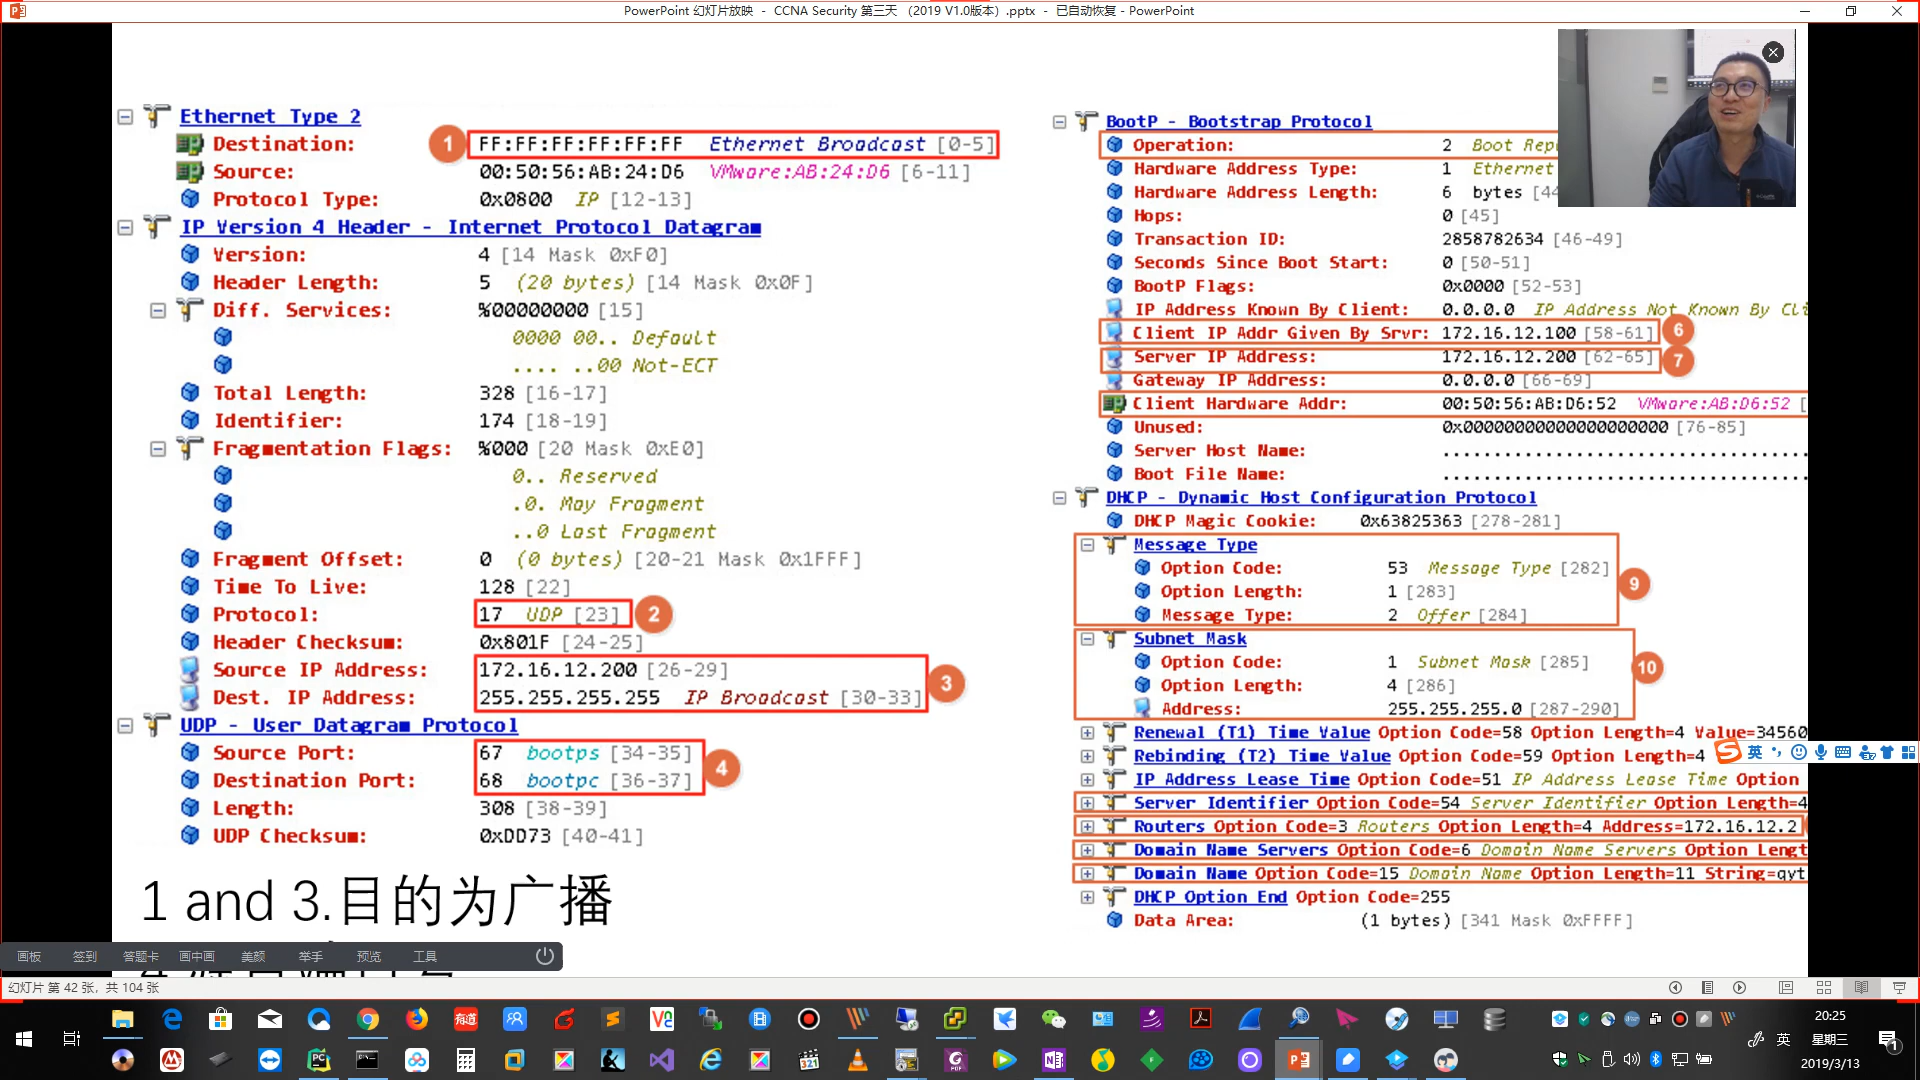 PowerPoint 幻灯片放映 - CCNA Security 第三天 (2019 V1.0版本) .pptx - 已自动恢复 - PowerPoint
Ethernet Type 2
Destination: 1 FF:FF:FF:FF:FF:FF Ethernet Broadcast [0-5]
Source: 00:50:56:AB:24:D6 VMware:AB:24:D6 [6-11]
Protocol Type: 0x0800 IP [12-13]
IP Version 4 Header - Internet Protocol Datagram
Version: 4 [14 Mask 0xF0]
Header Length: 5 (20 bytes) [14 Mask 0x0F]
Diff. Services: %00000000 [15]
0000 00.. Default
.... ..00 Not-ECT
Total Length: 328 [16-17]
Identifier: 174 [18-19]
Fragmentation Flags: %000 [20 Mask 0xE0]
0.. Reserved
.0. May Fragment
..0 Last Fragment
Fragment Offset: 0 (0 bytes) [20-21 Mask 0x1FFF]
Time To Live: 128 [22]
Protocol: 17 UDP [23] 2
Header Checksum: 0x801F [24-25]
Source IP Address: 172.16.12.200 [26-29]
3
Dest. IP Address: 255.255.255.255 IP Broadcast [30-33]
UDP - User Datagram Protocol
Source Port: 67 bootps [34-35]
4
Destination Port: 68 bootpc [36-37]
Length: 308 [38-39]
UDP Checksum: 0xDD73 [40-41]
1 and 3.目的为广播
BootP - Bootstrap Protocol
Operation: 2 Boot Rep
Hardware Address Type: 1 Ethernet
Hardware Address Length: 6 bytes [44
Hops: 0 [45]
Transaction ID: 2858782634 [46-49]
Seconds Since Boot Start: 0 [50-51]
BootP Flags: 0x0000 [52-53]
IP Address Known By Client: 0.0.0.0 IP Address Not Known By Cli
Client IP Addr Given By Srvr: 172.16.12.100 [58-61] 6
Server IP Address: 172.16.12.200 [62-65] 7
Gateway IP Address: 0.0.0.0 [66-69]
Client Hardware Addr: 00:50:56:AB:D6:52 VMware:AB:D6:52 [
Unused: 0x00000000000000000000 [76-85]
Server Host Name: ...............................
Boot File Name: ...............................
DHCP - Dynamic Host Configuration Protocol
DHCP Magic Cookie: 0x63825363 [278-281]
Message Type
Option Code: 53 Message Type [282]
9
Option Length: 1 [283]
Message Type: 2 Offer [284]
Subnet Mask
Option Code: 1 Subnet Mask [285]
10
Option Length: 4 [286]
Address: 255.255.255.0 [287-290]
Renewal (T1) Time Value Option Code=58 Option Length=4 Value=34560
Rebinding (T2) Time Value Option Code=59 Option Length=4
IP Address Lease Time Option Code=51 IP Address Lease Time Option
Server Identifier Option Code=54 Server Identifier Option Length=4
Routers Option Code=3 Routers Option Length=4 Address=172.16.12.2
Domain Name Servers Option Code=6 Domain Name Servers Option Lengt
Domain Name Option Code=15 Domain Name Option Length=11 String=qyt
DHCP Option End Option Code=255
Data Area: (1 bytes) [341 Mask 0xFFFF]
英
画板 签到 答题卡 画中画 美颜 举手 预览 工具
幻灯片 第 42 张，共 104 张
有道
321
英
20:25
星期三
2019/3/13
1